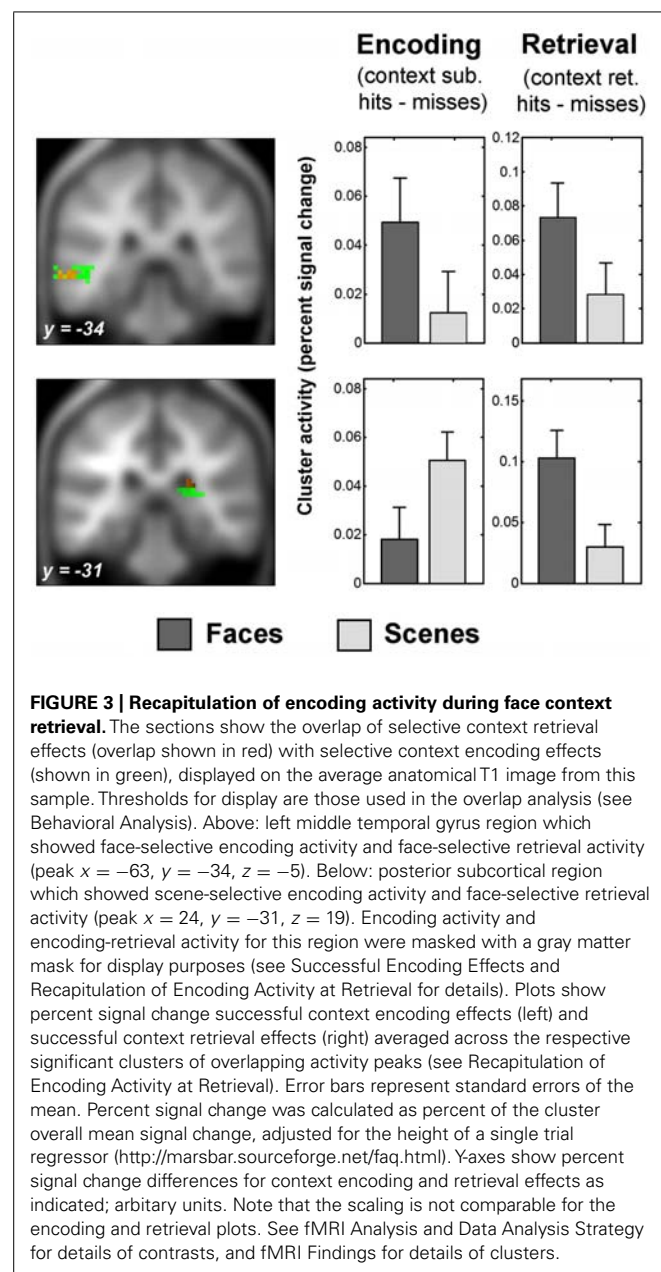 Encoding
(context sub.
hits - misses)
Retrieval
(context ret.
hits - misses)
Cluster activity (percent signal change)
0.08
0.06
0.04
0.02
0
0.12
0.1
0.08
0.06
0.04
0.02
0
y = -34
0.08
0.06
0.04
0.02
0
0.15
0.1
0.05
0
y = -31
Faces
Scenes
FIGURE 3 | Recapitulation of encoding activity during face context
retrieval. The sections show the overlap of selective context retrieval
effects (overlap shown in red) with selective context encoding effects
(shown in green), displayed on the average anatomical T1 image from this
sample. Thresholds for display are those used in the overlap analysis (see
Behavioral Analysis). Above: left middle temporal gyrus region which
showed face-selective encoding activity and face-selective retrieval activity
(peak x = −63, y = −34, z = −5). Below: posterior subcortical region
which showed scene-selective encoding activity and face-selective retrieval
activity (peak x = 24, y = −31, z = 19). Encoding activity and
encoding-retrieval activity for this region were masked with a gray matter
mask for display purposes (see Successful Encoding Effects and
Recapitulation of Encoding Activity at Retrieval for details). Plots show
percent signal change successful context encoding effects (left) and
successful context retrieval effects (right) averaged across the respective
significant clusters of overlapping activity peaks (see Recapitulation of
Encoding Activity at Retrieval). Error bars represent standard errors of the
mean. Percent signal change was calculated as percent of the cluster
overall mean signal change, adjusted for the height of a single trial
regressor (http://marsbar.sourceforge.net/faq.html). Y-axes show percent
signal change differences for context encoding and retrieval effects as
indicated; arbitary units. Note that the scaling is not comparable for the
encoding and retrieval plots. See fMRI Analysis and Data Analysis Strategy
for details of contrasts, and fMRI Findings for details of clusters.